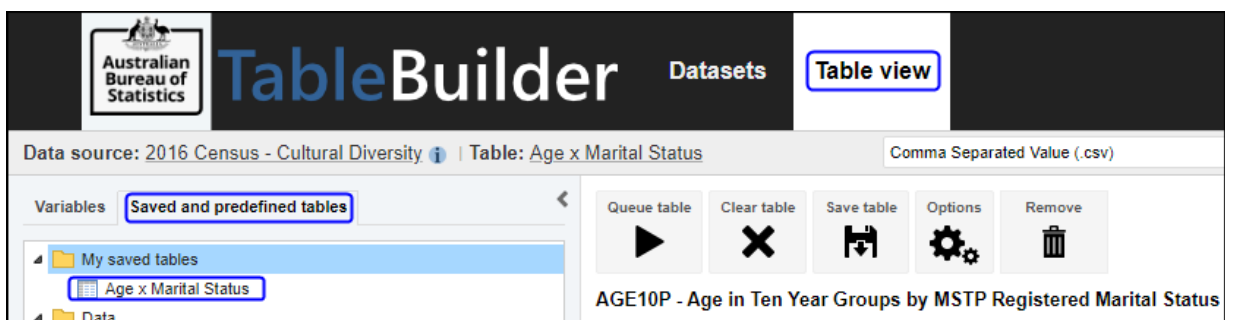 Australian
Bureau of
Statistics
TableBuilder
Datasets
Table view
Data source: 2016 Census - Cultural Diversity i | Table: Age x Marital Status
Comma Separated Value (.csv)
Variables
Saved and predefined tables
Queue table
Clear table
Save table
Options
Remove
My saved tables
Age x Marital Status
AGE10P - Age in Ten Year Groups by MSTP Registered Marital Status
Data